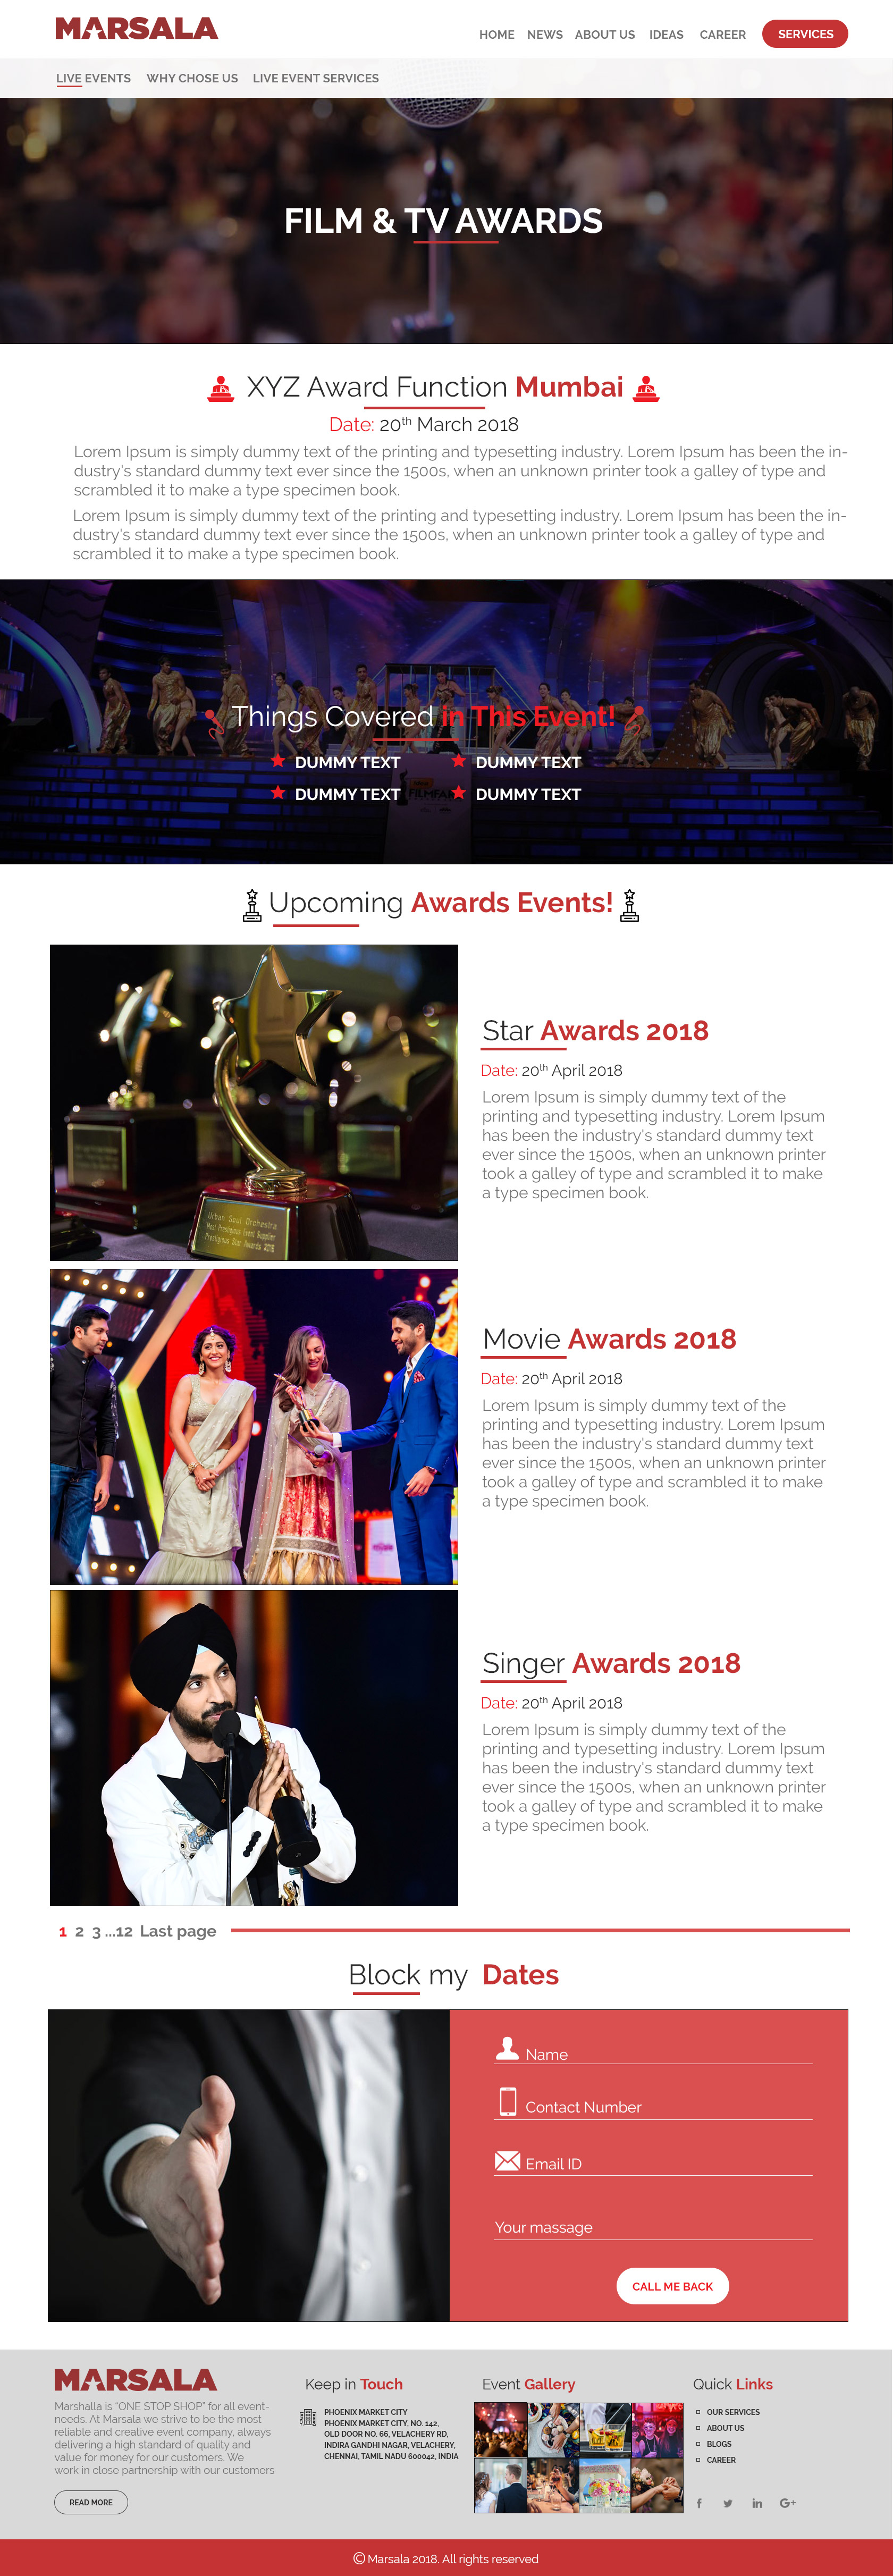 MARSALA
HOME NEWS ABOUT US IDEAS CAREER SERVICES
LIVE EVENTS WHY CHOSE US LIVE EVENT SERVICES
FILM & TV AWARDS
XYZ Award Function Mumbai
Date: 20th March 2018
Lorem Ipsum is simply dummy text of the printing and typesetting industry. Lorem Ipsum has been the in-
dustry's standard dummy text ever since the 1500s, when an unknown printer took a galley of type and
scrambled it to make a type specimen book.
Lorem Ipsum is simply dummy text of the printing and typesetting industry. Lorem Ipsum has been the in-
dustry's standard dummy text ever since the 1500s, when an unknown printer took a galley of type and
scrambled it to make a type specimen book.
Things Covered in This Event!
DUMMY TEXT DUMMY TEXT
DUMMY TEXT DUMMY TEXT
Upcoming Awards Events!
Urban Soul Orchestra
Most Prestigious Event Supplier
Prestigious Star Awards 2018
Star Awards 2018
Date: 20th April 2018
Lorem Ipsum is simply dummy text of the
printing and typesetting industry. Lorem Ipsum
has been the industry's standard dummy text
ever since the 1500s, when an unknown printer
took a galley of type and scrambled it to make
a type specimen book.
Movie Awards 2018
Date: 20th April 2018
Lorem Ipsum is simply dummy text of the
printing and typesetting industry. Lorem Ipsum
has been the industry's standard dummy text
ever since the 1500s, when an unknown printer
took a galley of type and scrambled it to make
a type specimen book.
Singer Awards 2018
Date: 20th April 2018
Lorem Ipsum is simply dummy text of the
printing and typesetting industry. Lorem Ipsum
has been the industry's standard dummy text
ever since the 1500s, when an unknown printer
took a galley of type and scrambled it to make
a type specimen book.
1 2 3 ...12 Last page
Block my Dates
Name
Contact Number
Email ID
Your massage
CALL ME BACK
MARSALA
Marshalla is "ONE STOP SHOP" for all event-
needs. At Marsala we strive to be the most
reliable and creative event company, always
delivering a high standard of quality and
value for money for our customers. We
work in close partnership with our customers
READ MORE
Keep in Touch
PHOENIX MARKET CITY
PHOENIX MARKET CITY, NO. 142,
OLD DOOR NO. 66, VELACHERY RD,
INDIRA GANDHI NAGAR, VELACHERY,
CHENNAI, TAMIL NADU 600042, INDIA
Event Gallery
Quick Links
OUR SERVICES
ABOUT US
BLOGS
CAREER
f in G+
© Marsala 2018. All rights reserved